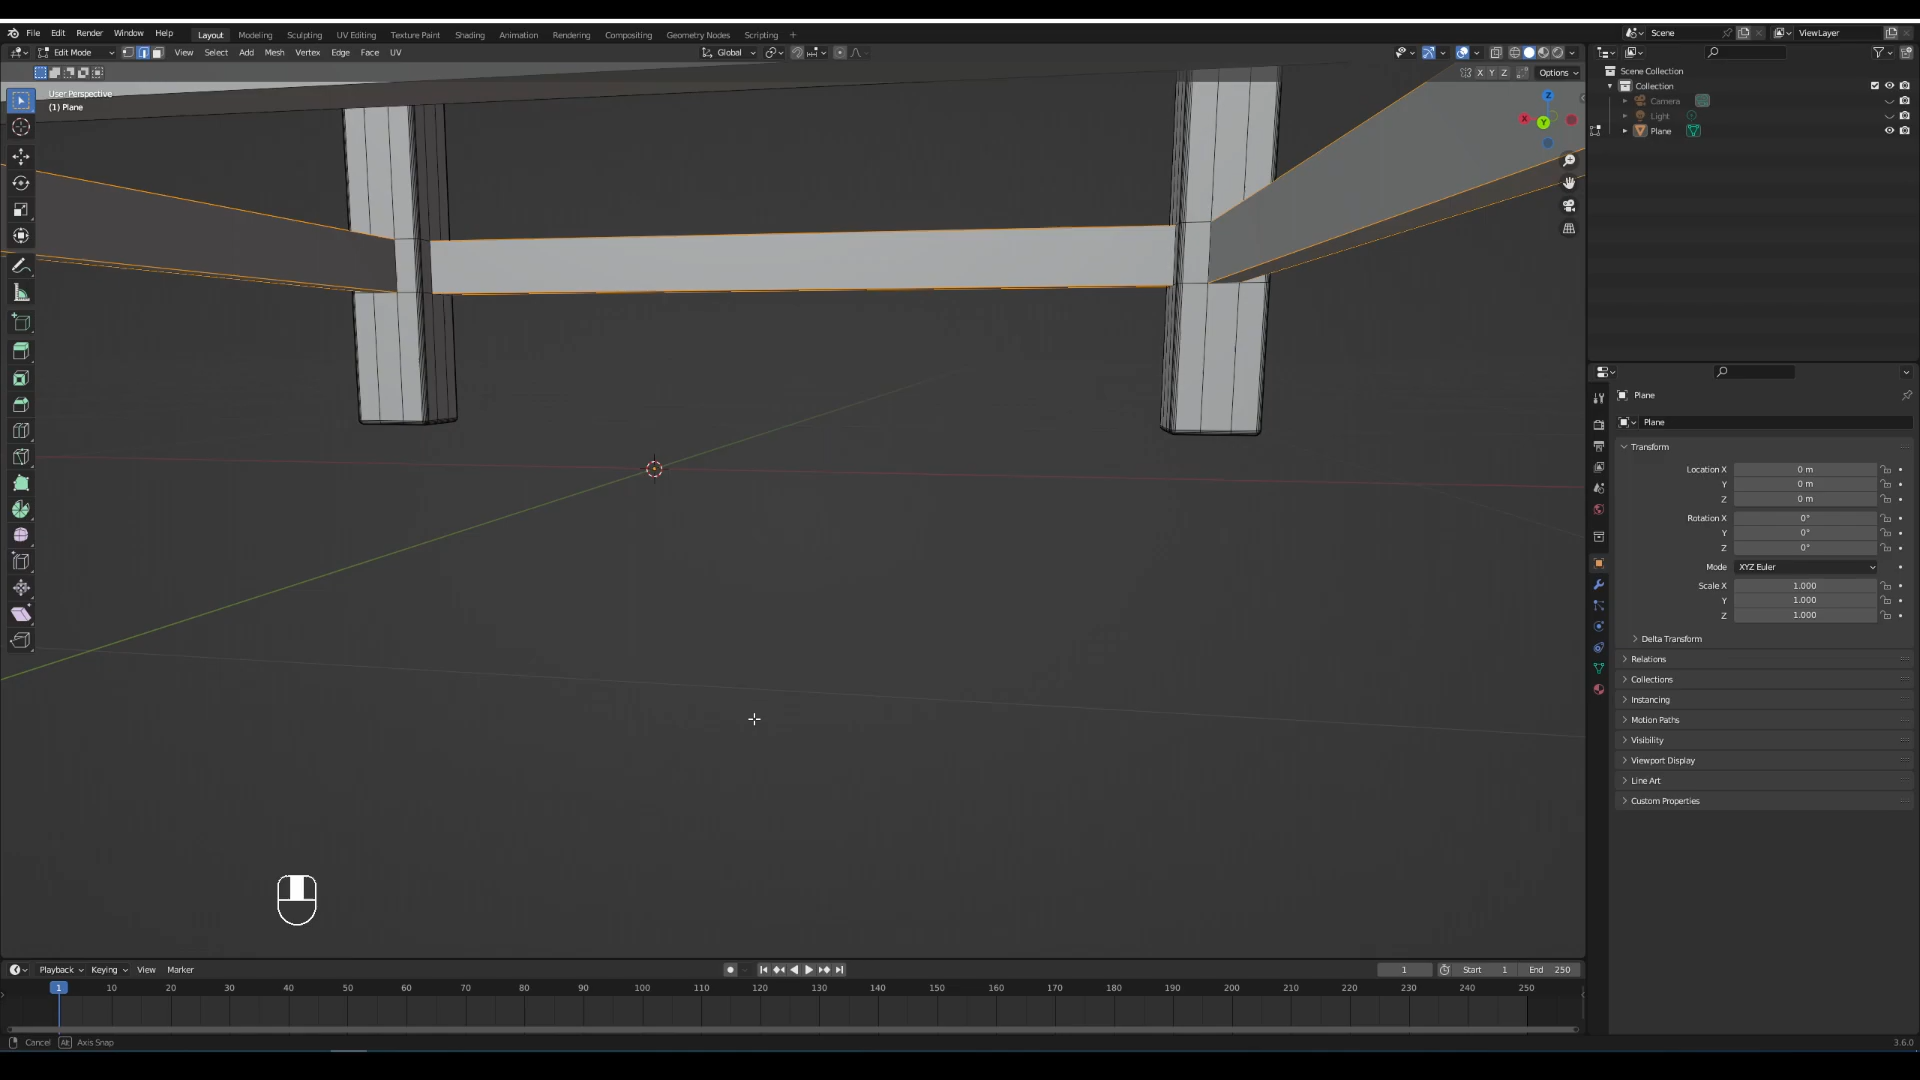 File Edit Render Window Help Layout Modeling Sculpting UV Editing Texture Paint Shading Animation Rendering Compositing Geometry Nodes Scripting + Scene ViewLayer
Edit Mode View Select Add Mesh Vertex Edge Face UV Global
X Y Z Options
User Perspective
(1) Plane
Z
X
Y
Scene Collection
Collection
Camera
Light
Plane
Plane
Plane
Transform
Location X 0 m
Y 0 m
Z 0 m
Rotation X 0°
Y 0°
Z 0°
Mode XYZ Euler
Scale X 1.000
Y 1.000
Z 1.000
Delta Transform
Relations
Collections
Instancing
Motion Paths
Visibility
Viewport Display
Line Art
Custom Properties
Playback Keying View Marker 1 Start 1 End 250
1 10 20 30 40 50 60 70 80 90 100 110 120 130 140 150 160 170 180 190 200 210 220 230 240 250
Cancel Alt Axis Snap 3.6.0